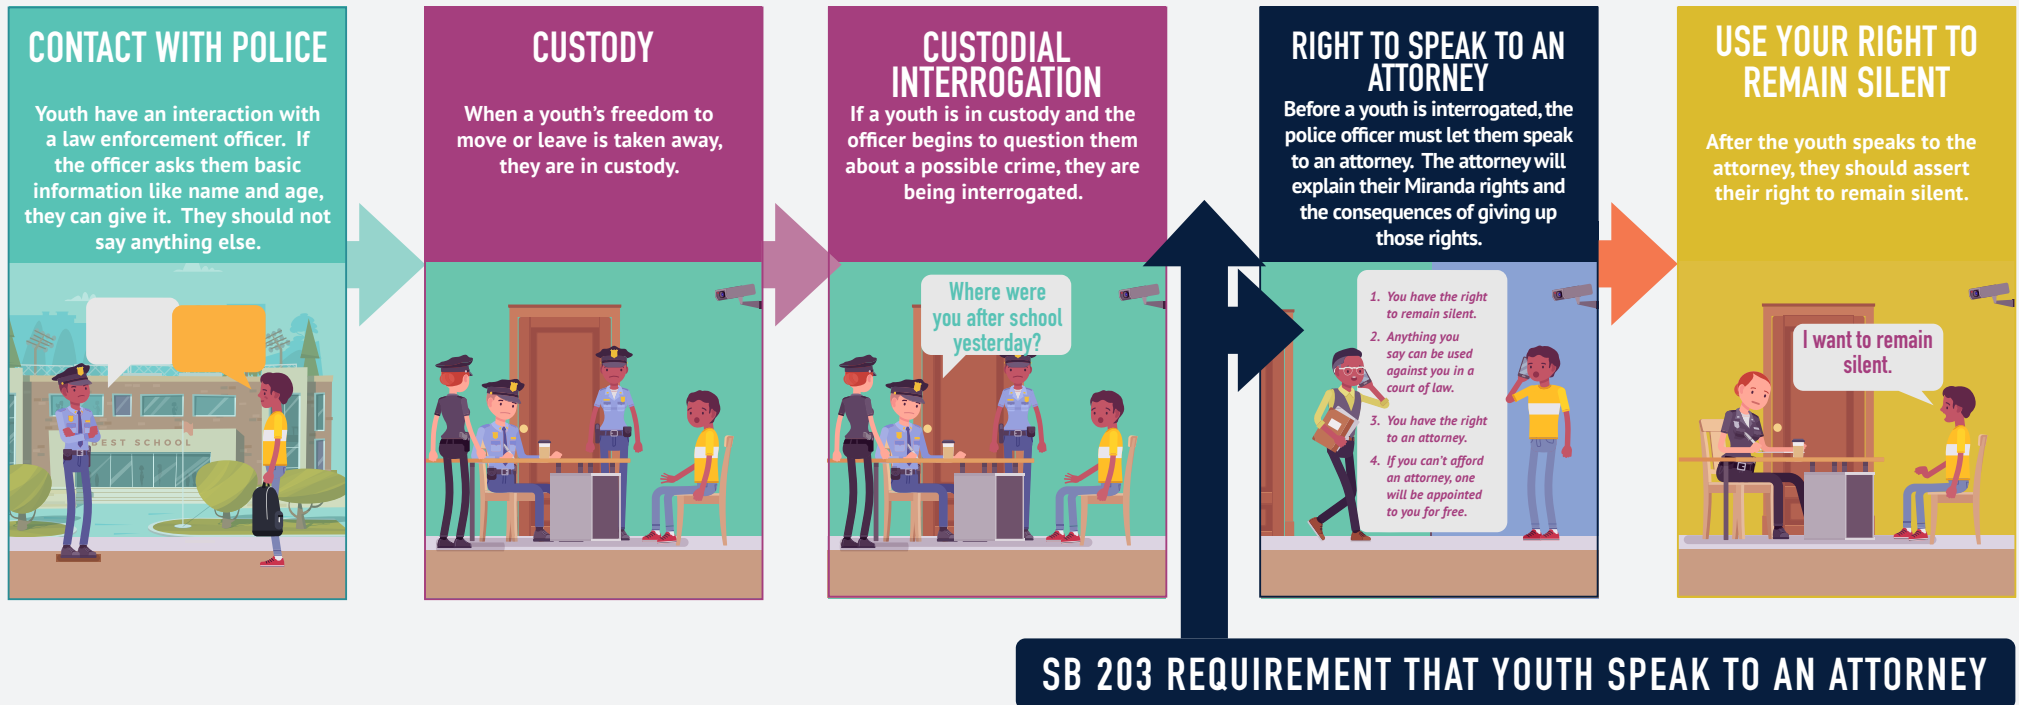 CONTACT WITH POLICE
Youth have an interaction with
a law enforcement officer. If
the officer asks them basic
information like name and age,
they can give it. They should not
say anything else.
BEST SCHOOL
CUSTODY
When a youth's freedom to
move or leave is taken away,
they are in custody.
CUSTODIAL
INTERROGATION
If a youth is in custody and the
officer begins to question them
about a possible crime, they are
being interrogated.
Where were
you after school
yesterday?
RIGHT TO SPEAK TO AN
ATTORNEY
Before a youth is interrogated, the
police officer must let them speak
to an attorney. The attorney will
explain their Miranda rights and
the consequences of giving up
those rights.
1. You have the right
to remain silent.
2. Anything you
say can be used
against you in a
court of law.
3. You have the right
to an attorney.
4. If you can't afford
an attorney, one
will be appointed
to you for free.
USE YOUR RIGHT TO
REMAIN SILENT
After the youth speaks to the
attorney, they should assert
their right to remain silent.
I want to remain
silent.
SB 203 REQUIREMENT THAT YOUTH SPEAK TO AN ATTORNEY